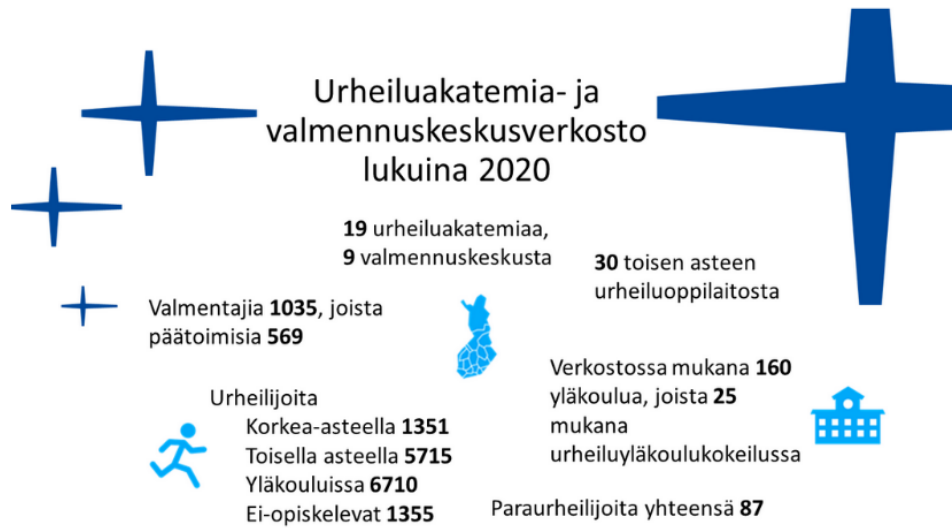 Urheiluakatemia- ja
valmennuskeskusverkosto
lukuina 2020
19 urheiluakatemiaa,
9 valmennuskeskusta
30 toisen asteen
urheiluoppilaitosta
Valmentajia 1035, joista
päätoimisia 569
Verkostossa mukana 160
yläkoulua, joista 25
mukana
urheiluyläkoulukokeilussa
Urheilijoita
Korkea-asteella 1351
Toisella asteella 5715
Yläkouluissa 6710
Ei-opiskelevat 1355
Paraurheilijoita yhteensä 87